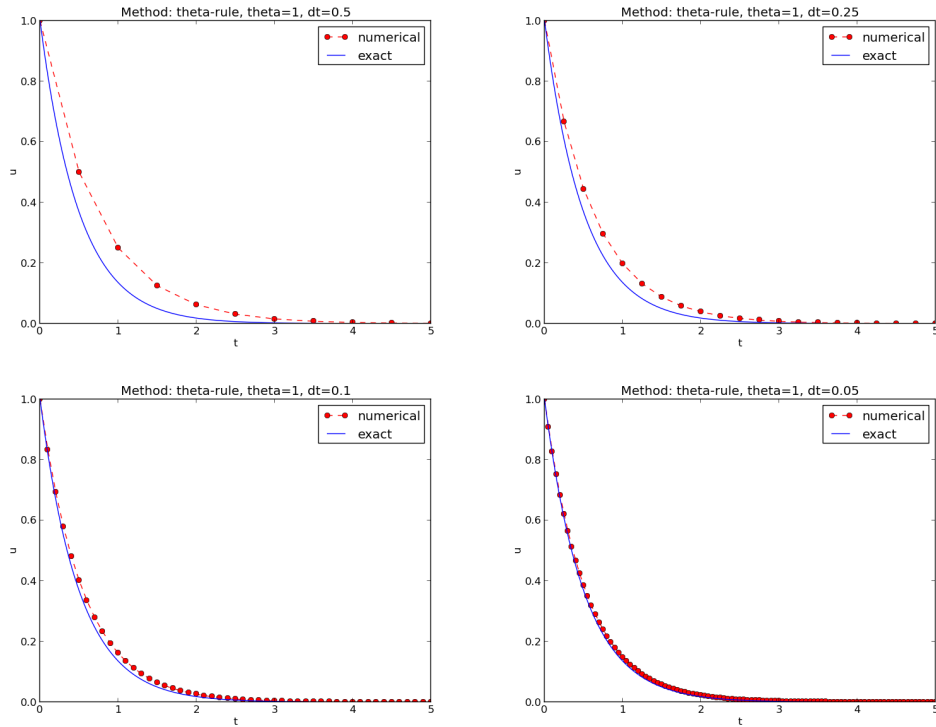 Method: theta-rule, theta=1, dt=0.5
1.0
0.8
0.6
0.4
0.2
0.0
u
numerical
exact
0 1 2 3 4 5
t
Method: theta-rule, theta=1, dt=0.25
1.0
0.8
0.6
0.4
0.2
0.0
u
numerical
exact
0 1 2 3 4 5
t
Method: theta-rule, theta=1, dt=0.1
1.0
0.8
0.6
0.4
0.2
0.0
u
numerical
exact
0 1 2 3 4 5
t
Method: theta-rule, theta=1, dt=0.05
1.0
0.8
0.6
0.4
0.2
0.0
u
numerical
exact
0 1 2 3 4 5
t